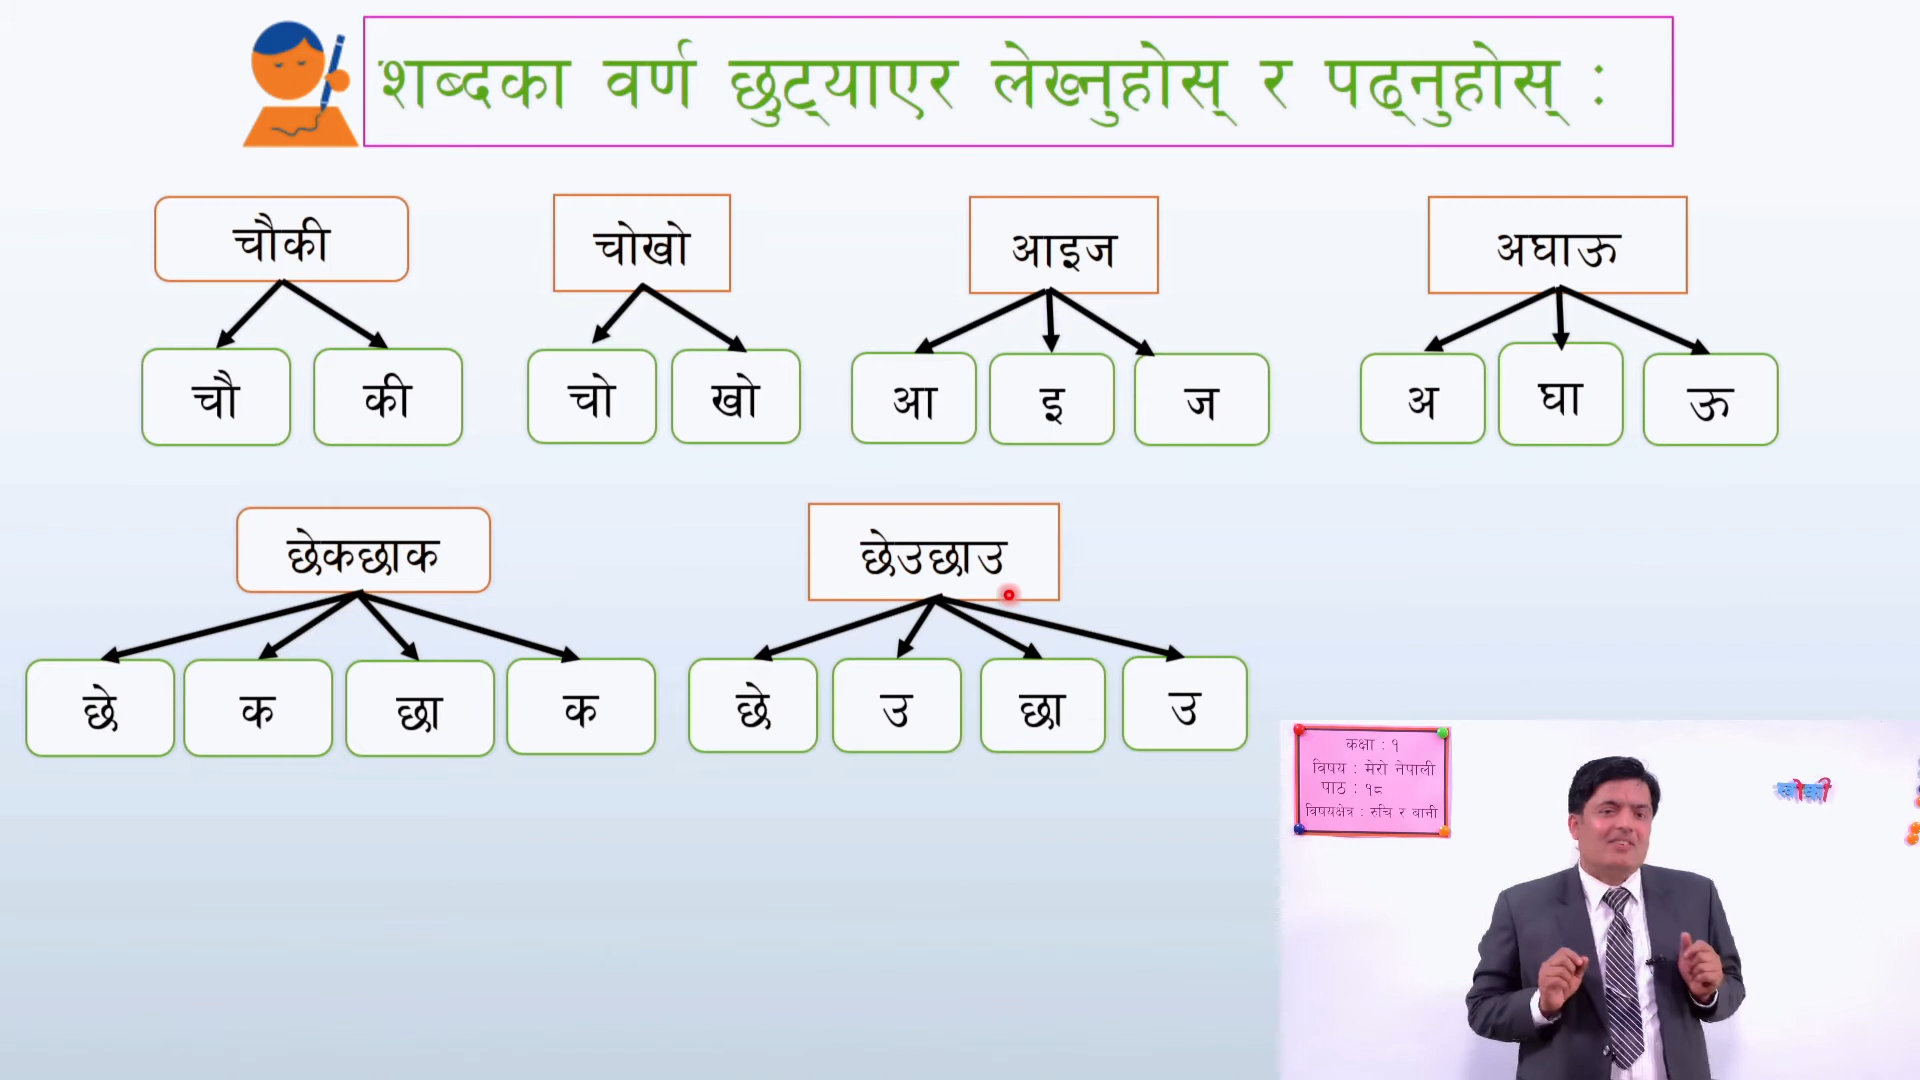 शब्दका वर्ण छुट्याएर लेख्नुहोस् र पढ्नुहोस् :
चौकी चोखो आइज अघाऊ
चौ की चो खो आ इ ज अ घा ऊ
छेकछाक छेउछाउ
छे क छा क छे उ छा उ
कक्षा : १
विषय : मेरो नेपाली
पाठ : १८
विषयक्षेत्र : रुचि र बानी